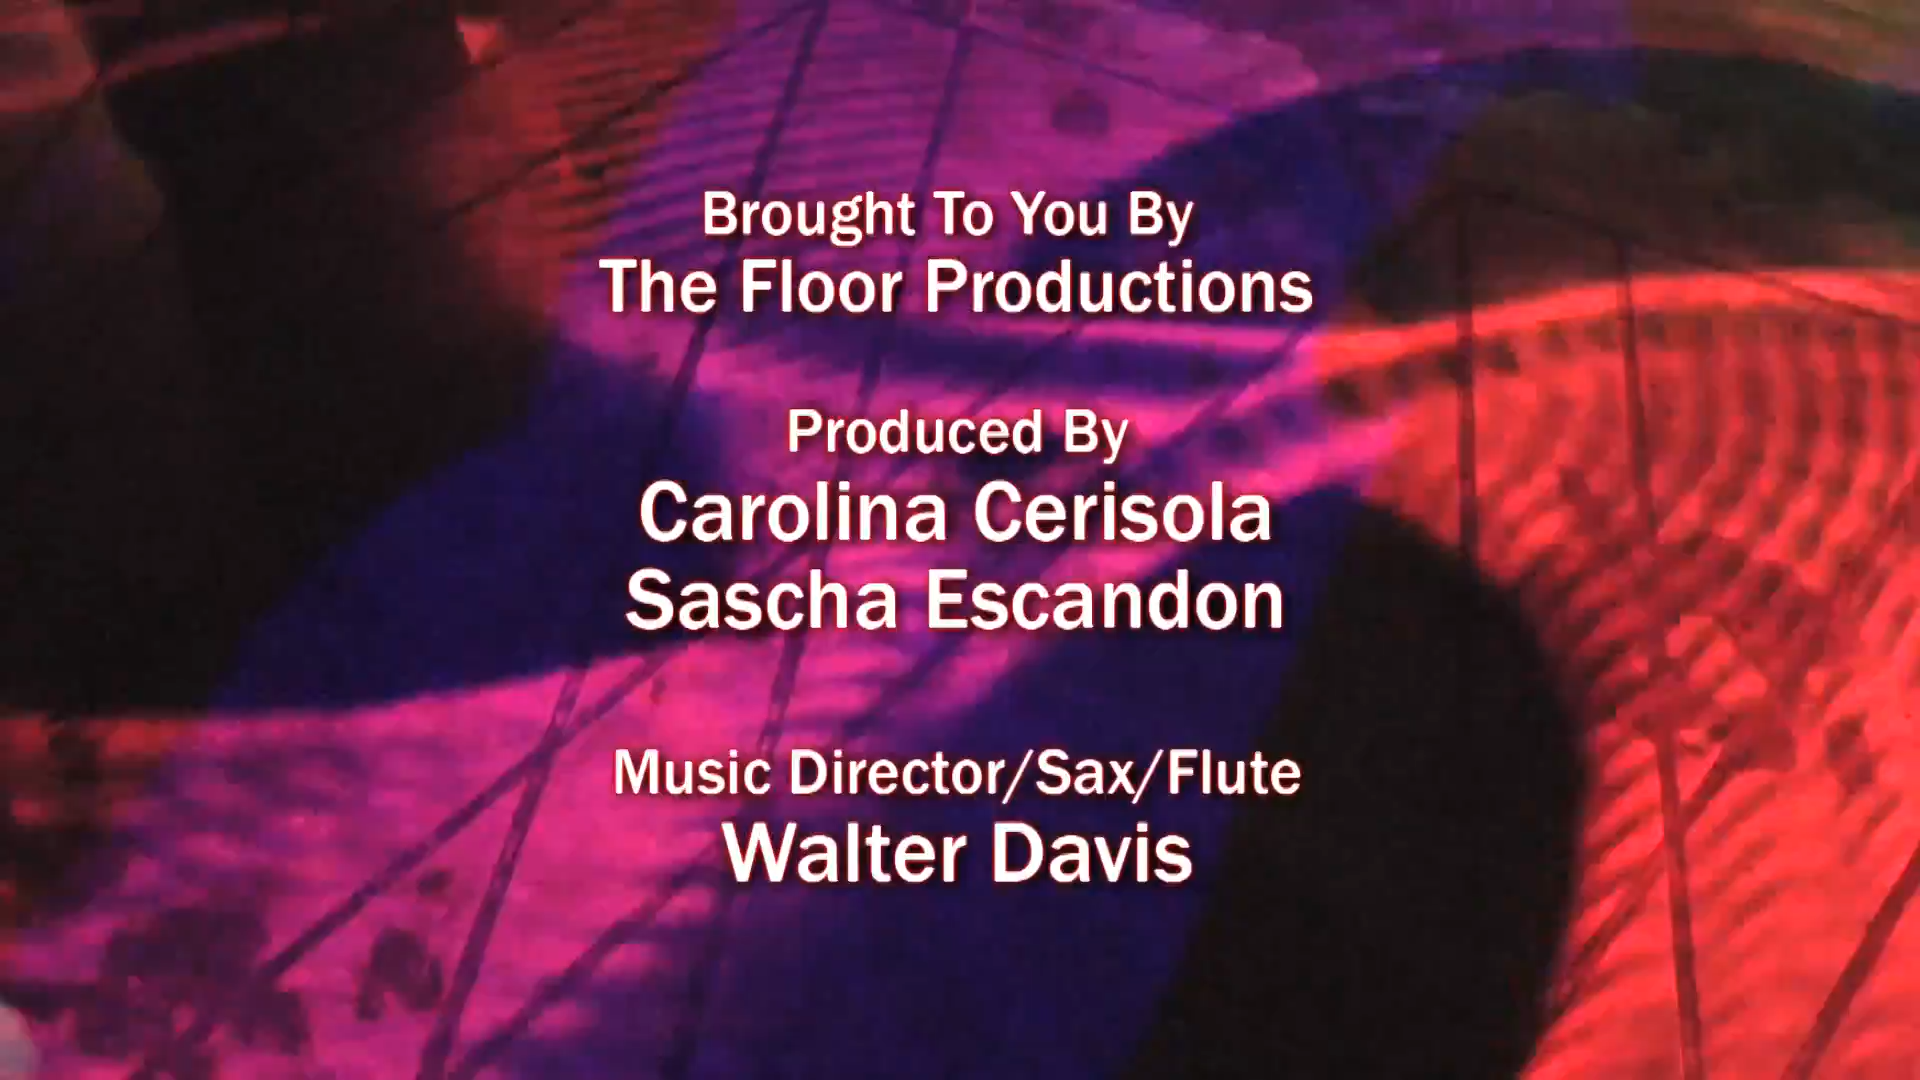 Brought To You By
The Floor Productions
Produced By
Carolina Cerisola
Sascha Escandon
Music Director/Sax/Flute
Walter Davis